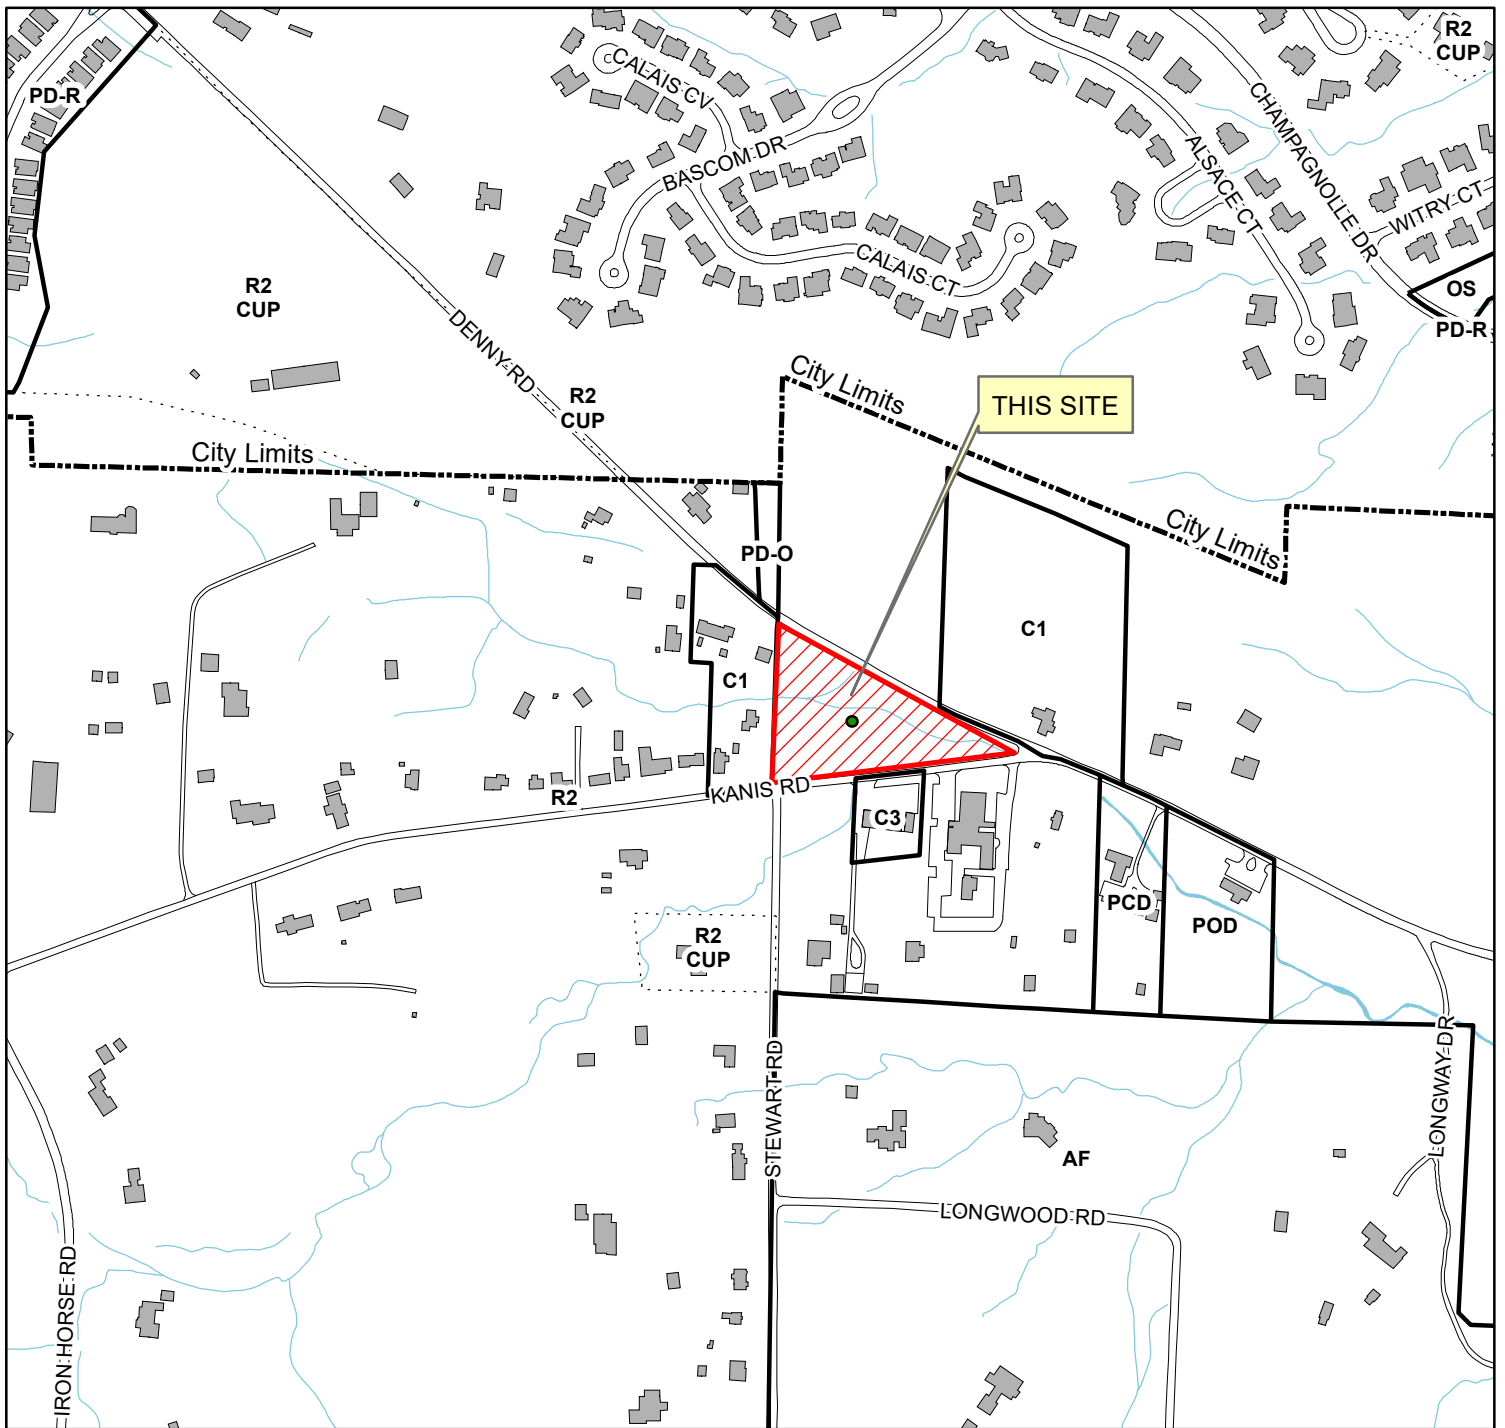 R2
CUP
PD-R
CALAIS CV
CHAMPAGNOLLE DR
BASCOM DR
ALSACE CT
WITRY CT
CALAIS CT
R2
CUP
OS
DENNY RD
PD-R
City Limits
R2
CUP
THIS SITE
City Limits
City Limits
PD-O
C1
C1
KANIS RD
R2
C3
PCD
POD
R2
CUP
STEWART RD
LONGWAY DR
AF
LONGWOOD RD
IRON HORSE RD